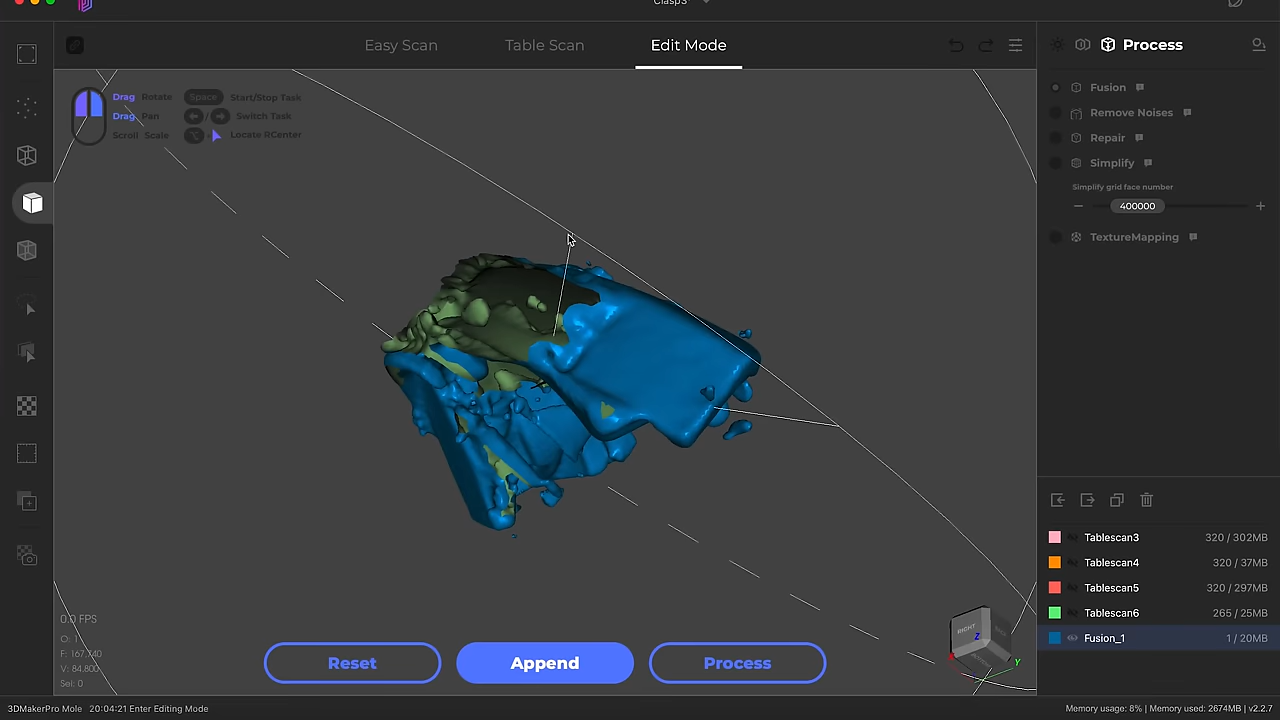 Clasp3
Easy Scan Table Scan Edit Mode
Process
Drag Rotate Space Start/Stop Task
Drag Pan / Switch Task
Scroll Scale Locate RCenter
Fusion
Remove Noises
Repair
Simplify
Simplify grid face number
400000
TextureMapping
Tablescan3 320 / 302MB
Tablescan4 320 / 37MB
Tablescan5 320 / 297MB
Tablescan6 265 / 25MB
Fusion_1 1 / 20MB
0.0 FPS
O: 1
F: 167,740
V: 84,800
Sel: 0
RIGHT
Z
Y
Reset Append Process
3DMakerPro Mole 20:04:21 Enter Editing Mode
Memory usage: 8% | Memory used: 2674MB | v2.2.7